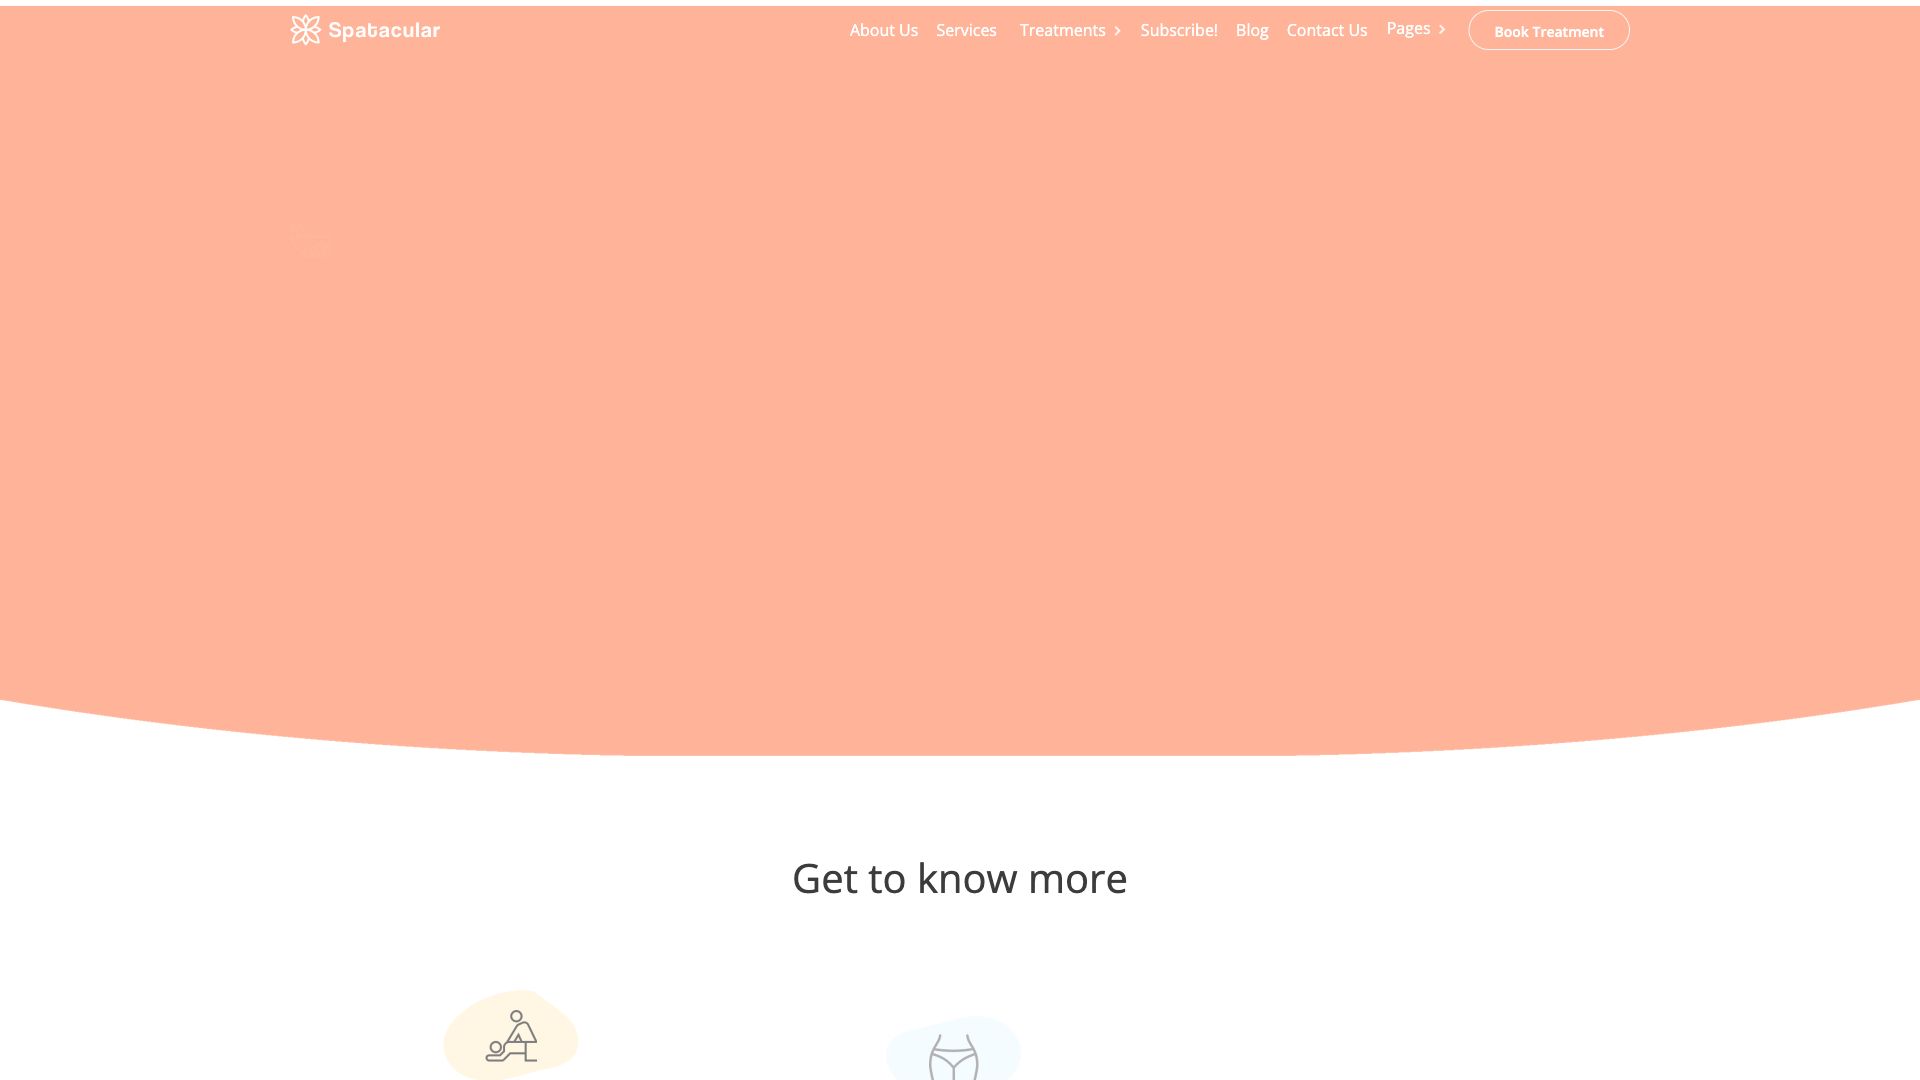 Spatacular
About Us Services Treatments Subscribe! Blog Contact Us Pages Book Treatment
Get to know more